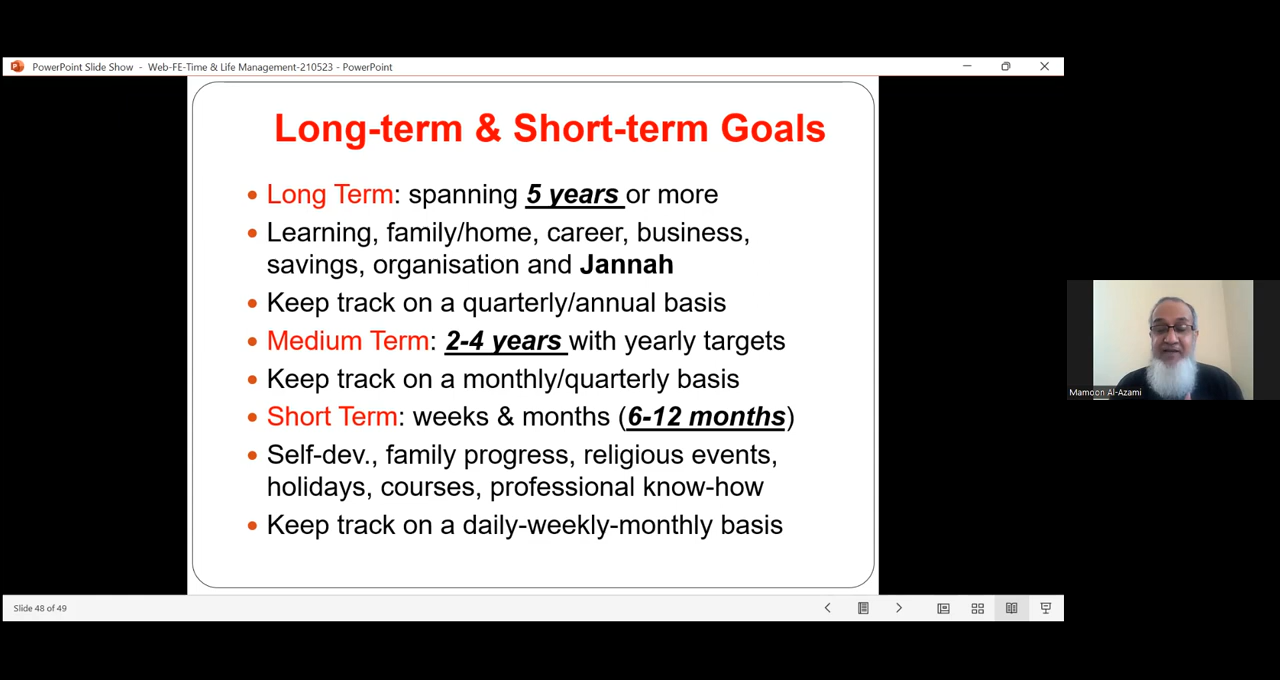 PowerPoint Slide Show - Web-FE-Time & Life Management-210523 - PowerPoint
Long-term & Short-term Goals
• Long Term: spanning 5 years or more
• Learning, family/home, career, business,
savings, organisation and Jannah
• Keep track on a quarterly/annual basis
• Medium Term: 2-4 years with yearly targets
• Keep track on a monthly/quarterly basis
• Short Term: weeks & months (6-12 months)
• Self-dev., family progress, religious events,
holidays, courses, professional know-how
• Keep track on a daily-weekly-monthly basis
Mamoon Al-Azami
Slide 48 of 49